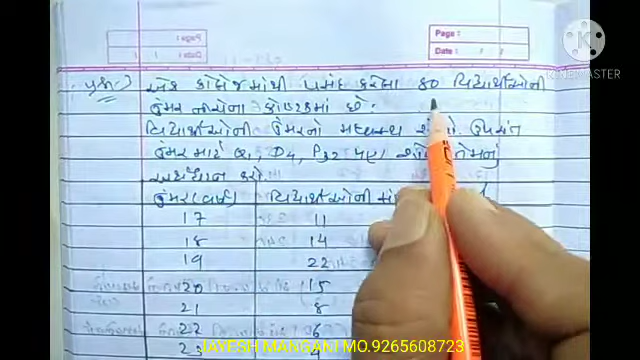 Page:
Date:
પ્રશ્ન એક કોલેજમાંથી પસંદ કરેલા ૪૦ વિદ્યાર્થીઓની
ઉંમર નીચેના કોષ્ટકમાં છે.
વિદ્યાર્થીઓની ઉંમરનો મધ્યસ્થ ઉપરાંત
ઉંમર માટે Q₁, D₄, P₃₂ પણ તેમનું
અર્થઘટન કરો.
ઉંમર (વર્ષ) વિદ્યાર્થીઓની
17 11
18 14
19 22
20 15
21 8
22 6
4
KINEMASTER
JAYESH MANGANI MO.9265608723